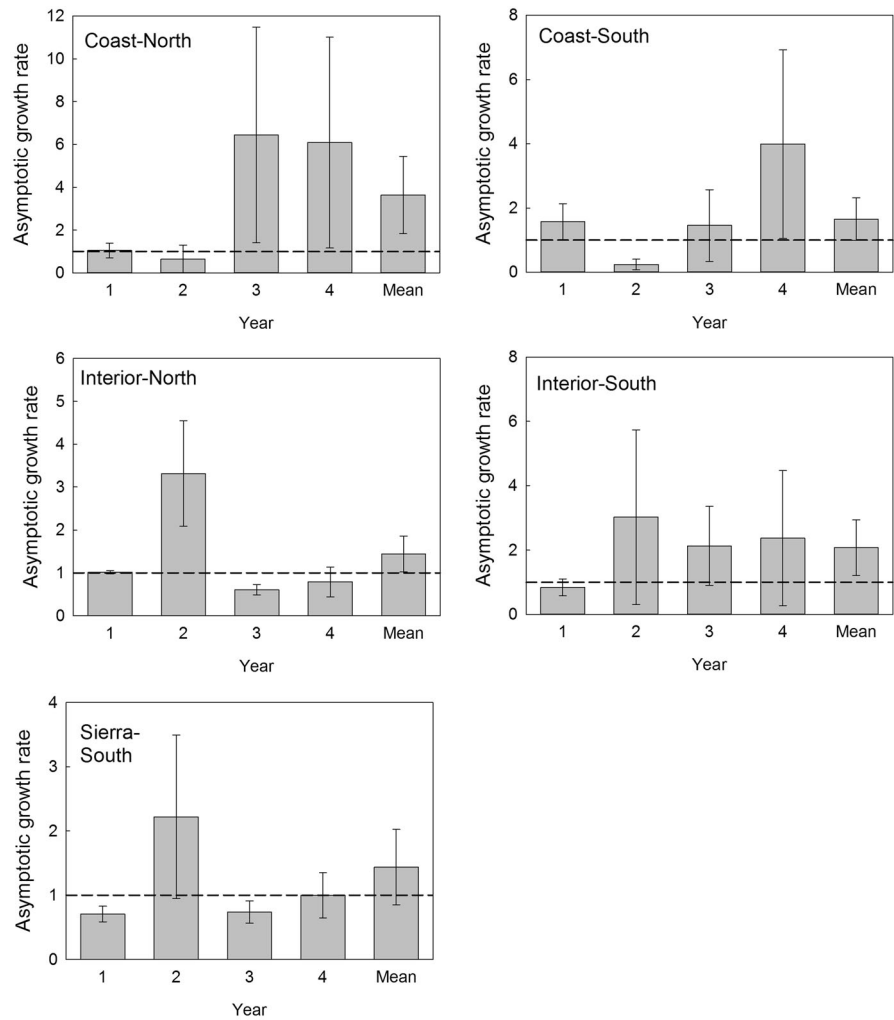 Coast-North
Asymptotic growth rate
12
10
8
6
4
2
0
1 2 3 4 Mean
Year
Coast-South
Asymptotic growth rate
8
6
4
2
0
1 2 3 4 Mean
Year
Interior-North
Asymptotic growth rate
6
5
4
3
2
1
0
1 2 3 4 Mean
Year
Interior-South
Asymptotic growth rate
8
6
4
2
0
1 2 3 4 Mean
Year
Sierra-
South
Asymptotic growth rate
4
3
2
1
0
1 2 3 4 Mean
Year